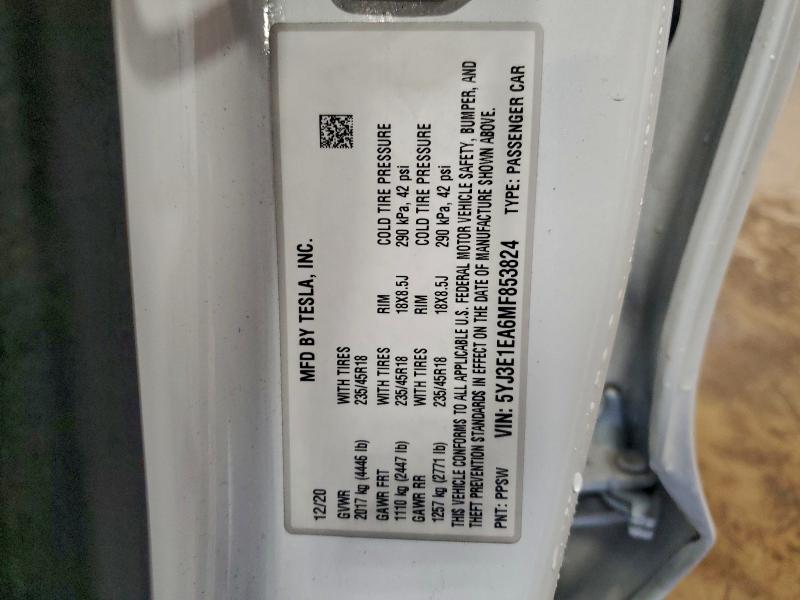 MFD BY TESLA, INC.
12/20
GVWR WITH TIRES
2017 kg (4446 lb) 235/45R18
GAWR FRT WITH TIRES RIM COLD TIRE PRESSURE
1110 kg (2447 lb) 235/45R18 18X8.5J 290 kPa, 42 psi
GAWR RR WITH TIRES RIM COLD TIRE PRESSURE
1257 kg (2771 lb) 235/45R18 18X8.5J 290 kPa, 42 psi
THIS VEHICLE CONFORMS TO ALL APPLICABLE U.S. FEDERAL MOTOR VEHICLE SAFETY, BUMPER, AND
THEFT PREVENTION STANDARDS IN EFFECT ON THE DATE OF MANUFACTURE SHOWN ABOVE.
PNT: PPSW VIN: 5YJ3E1EA6MF853824 TYPE: PASSENGER CAR